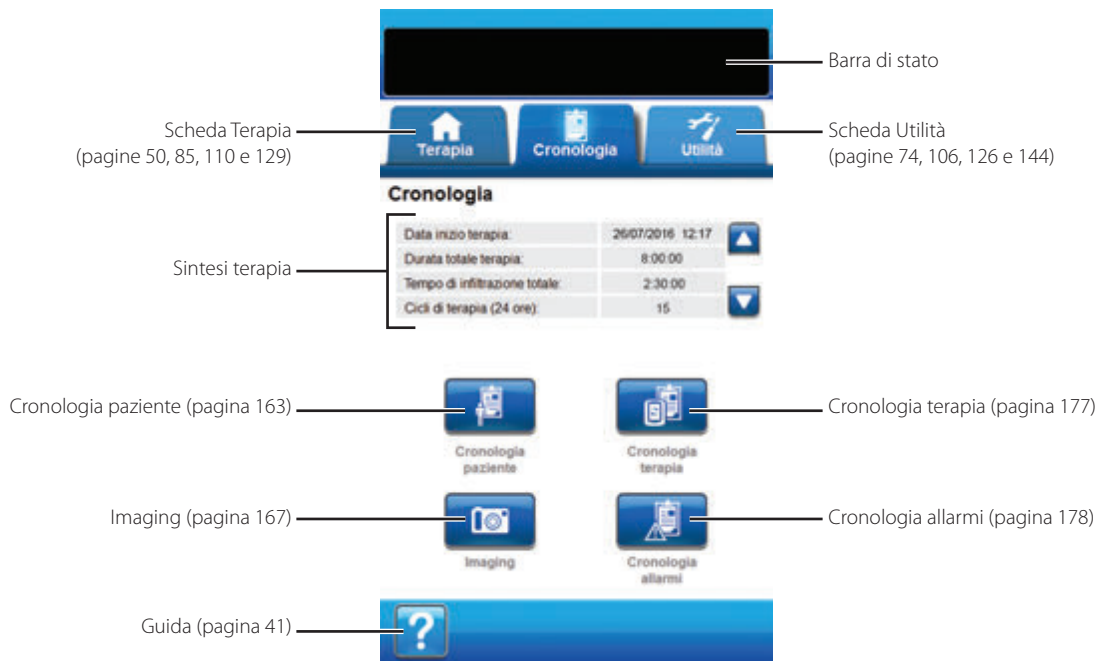 Barra di stato
Scheda Terapia
(pagine 50, 85, 110 e 129)
Terapia
Cronologia
Utilità
Scheda Utilità
(pagine 74, 106, 126 e 144)
Cronologia
Sintesi terapia
Data inizio terapia: 26/07/2016 12:17
Durata totale terapia: 8:00:00
Tempo di infiltrazione totale: 2:30:00
Cicli di terapia (24 ore): 15
Cronologia paziente (pagina 163)
Cronologia
paziente
Cronologia
terapia
Cronologia terapia (pagina 177)
Imaging (pagina 167)
Imaging
Cronologia
allarmi
Cronologia allarmi (pagina 178)
Guida (pagina 41)
?